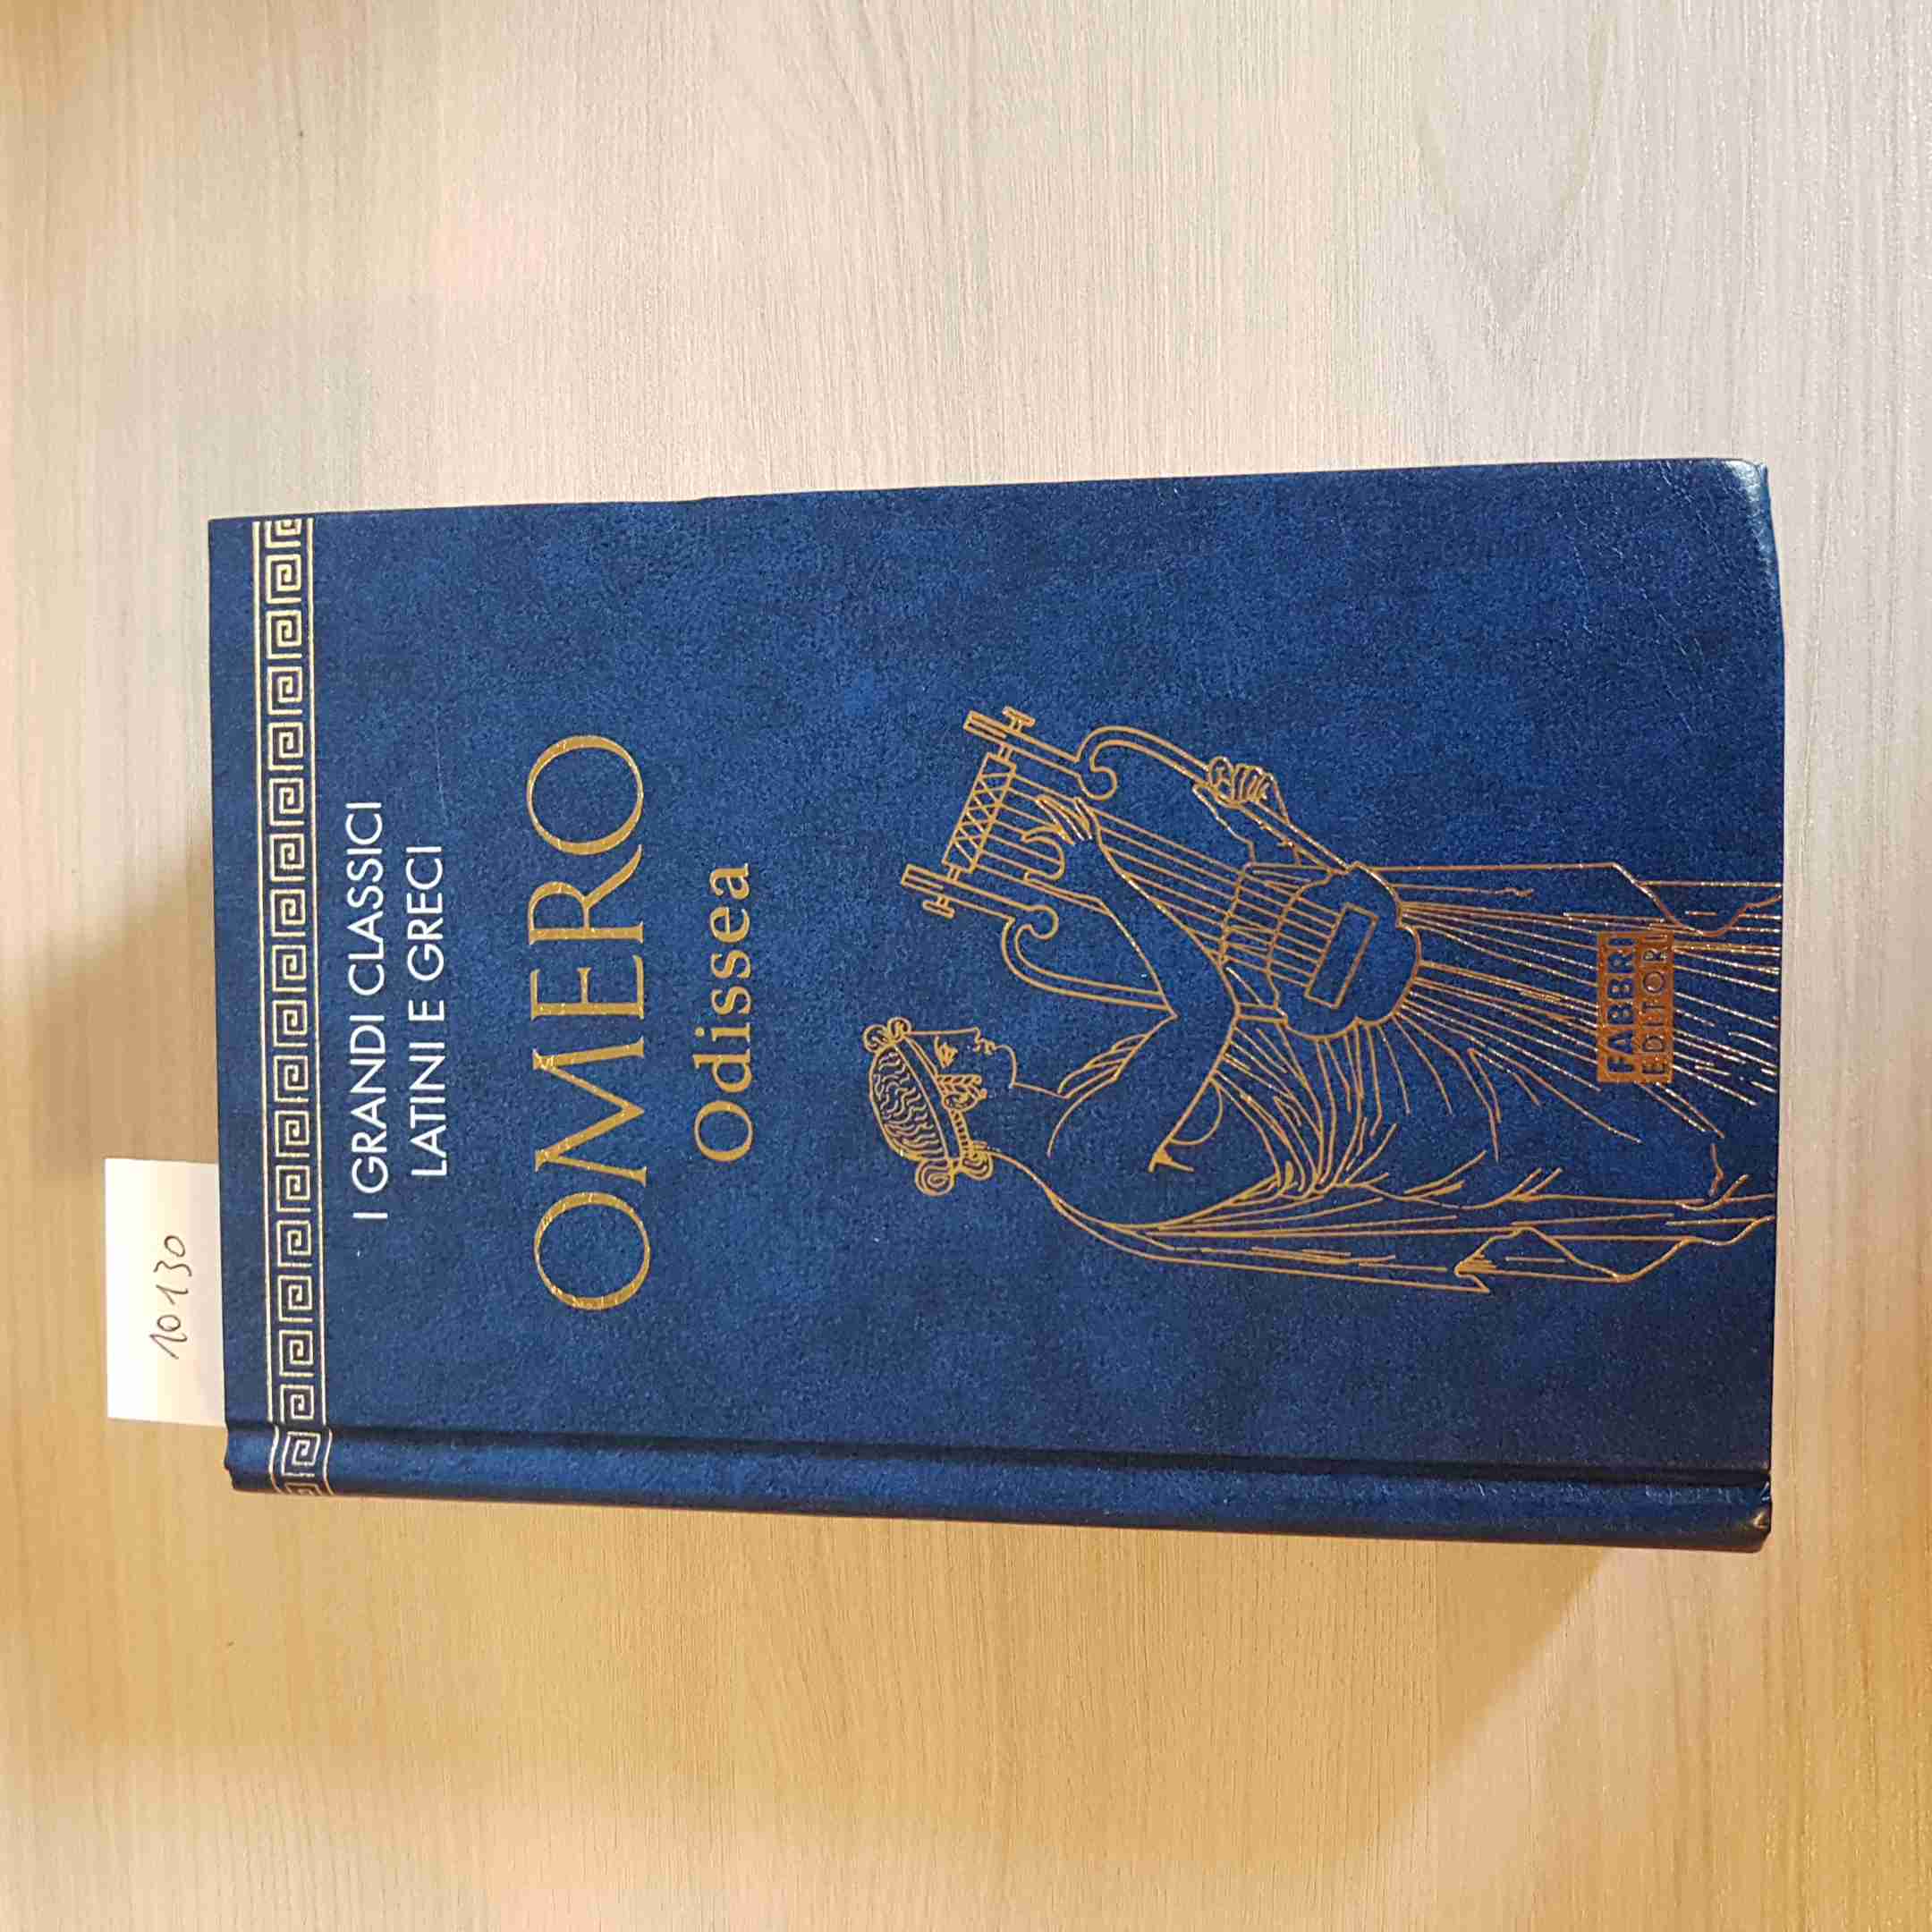 10130
I GRANDI CLASSICI
LATINI E GRECI
OMERO
Odissea
FABBRI
EDITORI